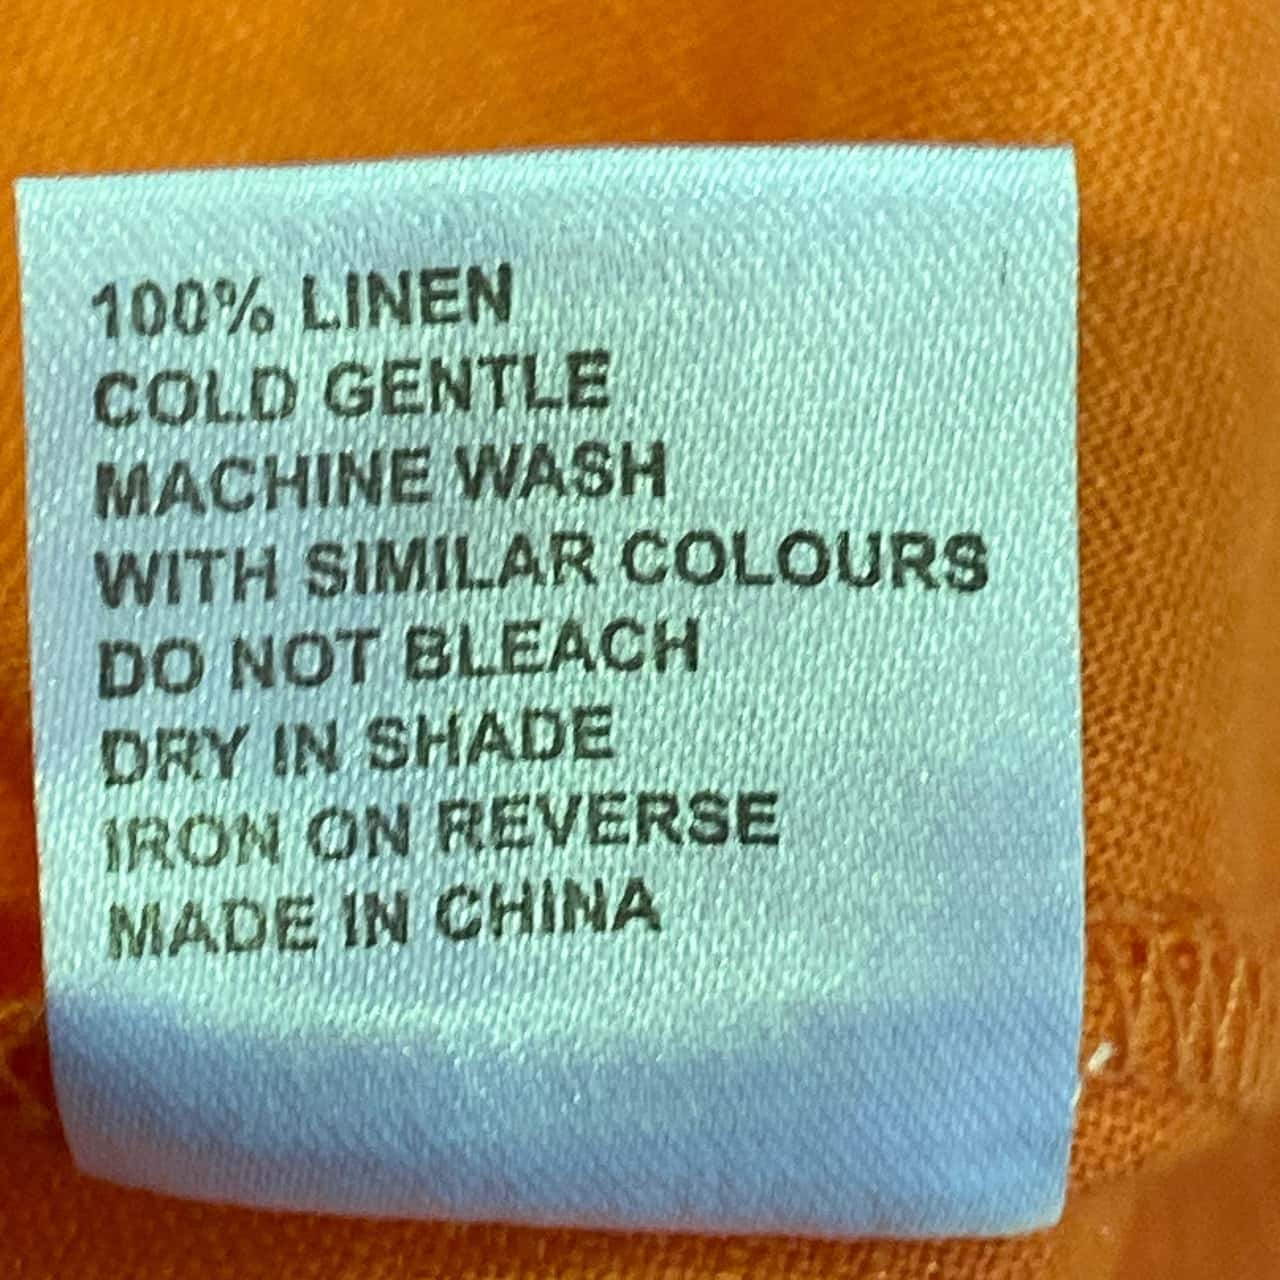 100% LINEN
COLD GENTLE
MACHINE WASH
WITH SIMILAR COLOURS
DO NOT BLEACH
DRY IN SHADE
IRON ON REVERSE
MADE IN CHINA